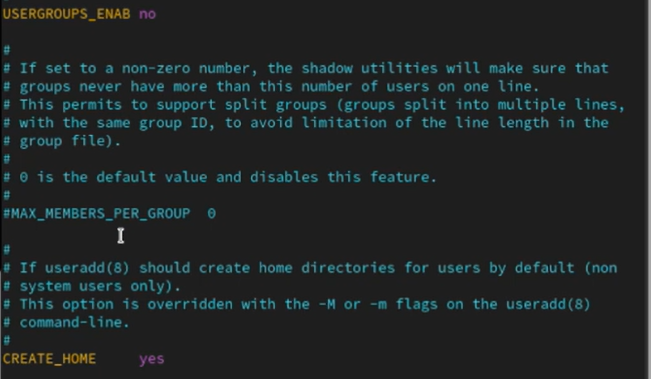 USERGROUPS_ENAB no
#
# If set to a non-zero number, the shadow utilities will make sure that
# groups never have more than this number of users on one line.
# This permits to support split groups (groups split into multiple lines,
# with the same group ID, to avoid limitation of the line length in the
# group file).
#
# 0 is the default value and disables this feature.
#
#MAX_MEMBERS_PER_GROUP 0
#
# If useradd(8) should create home directories for users by default (non
# system users only).
# This option is overridden with the -M or -m flags on the useradd(8)
# command-line.
#
CREATE_HOME yes